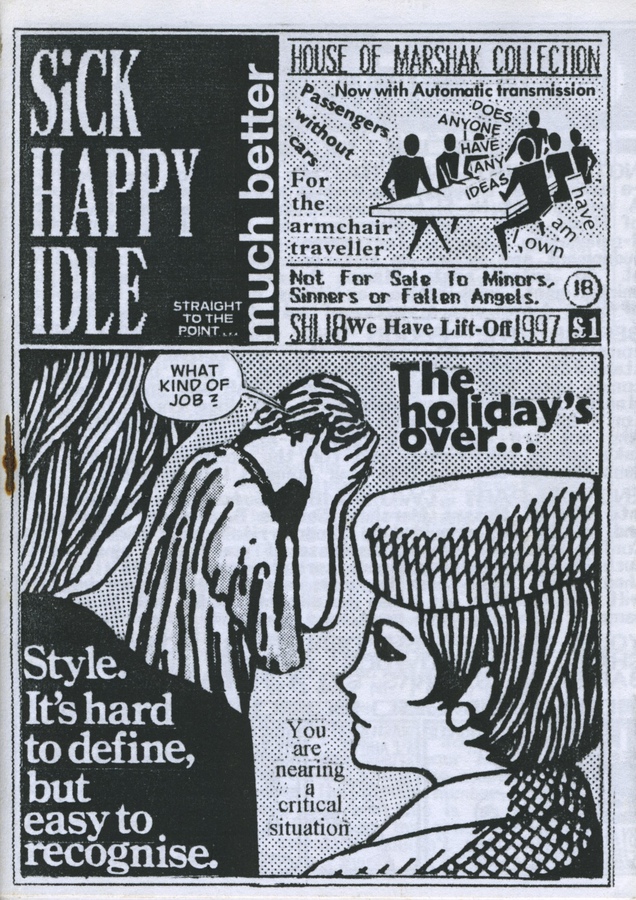 SiCK
HAPPY
IDLE
STRAIGHT
TO THE
POINT...
much better
HOUSE OF MARSHAK COLLECTION
Now with Automatic transmission
Passengers
without
cars
For
the
armchair
traveller
DOES
ANYONE
HAVE
ANY
IDEAS
I have
am
I own
Not For Sale To Minors,
Sinners or Fallen Angels.
18
SHI.18 We Have Lift-Off 1997 £1
WHAT
KIND OF
JOB?
The
holiday's
over...
Style.
It's hard
to define,
but
easy to
recognise.
You
are
nearing
a
critical
situation